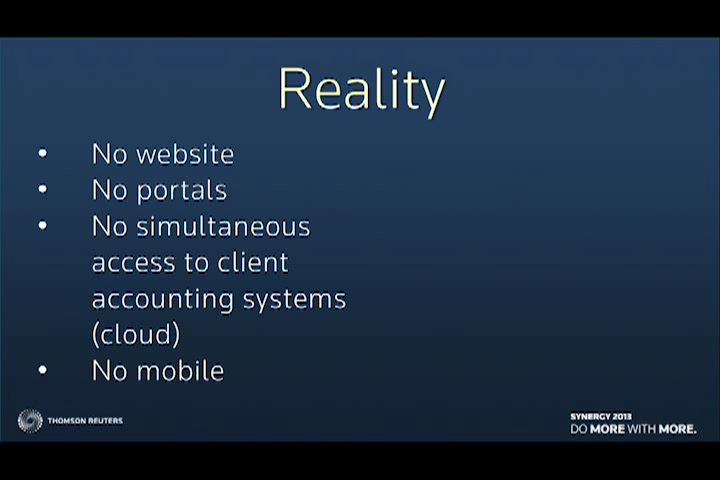 Reality
• No website
• No portals
• No simultaneous
access to client
accounting systems
(cloud)
• No mobile
THOMSON REUTERS
SYNERGY 2013
DO MORE WITH MORE.